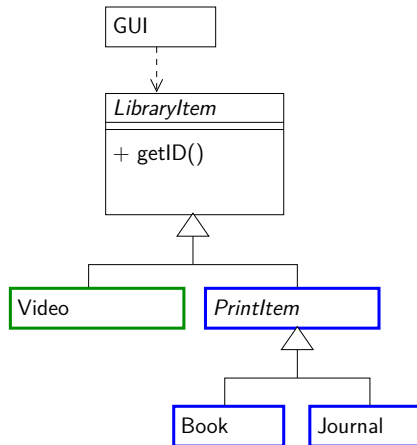 GUI
LibraryItem
+ getID()
Video
PrintItem
Book
Journal